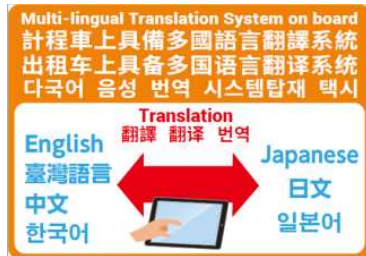 Multi-lingual Translation System on board
計程車上具備多國語言翻譯系統
出租车上具备多国语言翻译系统
다국어 음성 번역 시스템탑재 택시
Translation
翻譯 翻译 번역
English
臺灣語言
中文
한국어
Japanese
日文
일본어